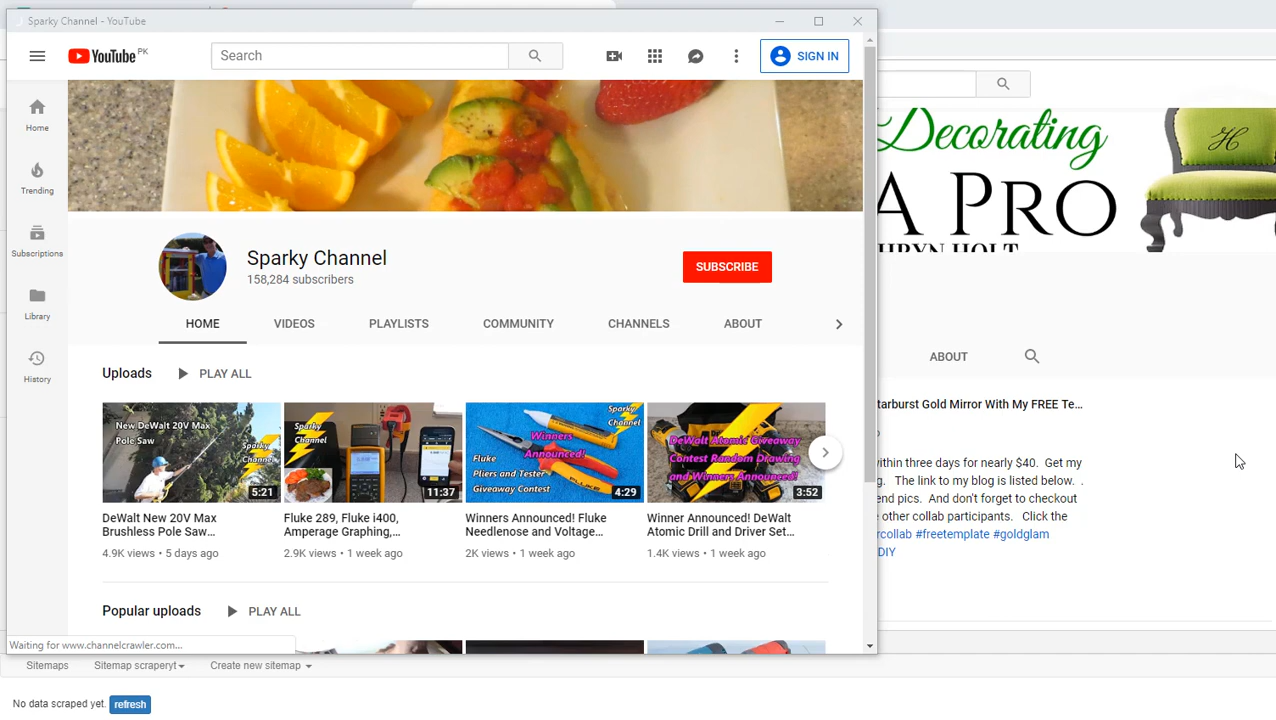 Sparky Channel - YouTube
YouTube PK
Search
SIGN IN
Home
Trending
Subscriptions
Library
History
Sparky Channel
158,284 subscribers
SUBSCRIBE
HOME VIDEOS PLAYLISTS COMMUNITY CHANNELS ABOUT
Uploads PLAY ALL
New DeWalt 20V Max
Pole Saw
Sparky
Channel
5:21
DeWalt New 20V Max
Brushless Pole Saw...
4.9K views • 5 days ago
Sparky
Channel
11:37
Fluke 289, Fluke i400,
Amperage Graphing,...
2.9K views • 1 week ago
Sparky
Channel
Winners
Announced!
Fluke
Pliers and Tester
Giveaway Contest
4:29
Winners Announced! Fluke
Needlenose and Voltage...
2K views • 1 week ago
DeWalt Atomic Giveaway
Contest Random Drawing
and Winners Announced!
3:52
Winner Announced! DeWalt
Atomic Drill and Driver Set...
1.4K views • 1 week ago
Popular uploads PLAY ALL
Waiting for www.channelcrawler.com...
Decorating
H
A PRO
HRYN HOLT
ABOUT
tarburst Gold Mirror With My FREE Te...
within three days for nearly $40. Get my
g. The link to my blog is listed below. .
end pics. And don't forget to checkout
other collab participants. Click the
rcollab #freetemplate #goldglam
DIY
Sitemaps Sitemap scraperyt Create new sitemap
No data scraped yet. refresh